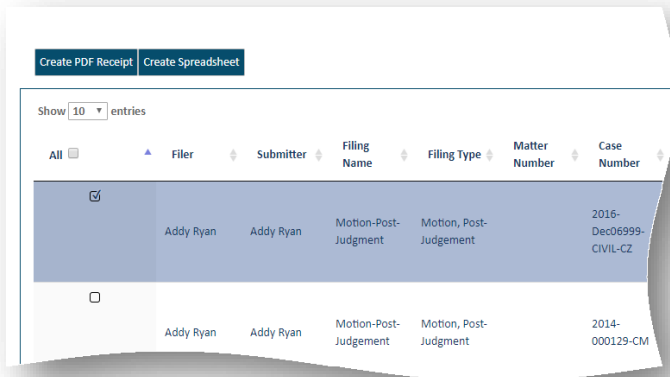 Create PDF Receipt Create Spreadsheet
Show 10 entries
All Filer Submitter Filing Name Filing Type Matter Number Case Number
Addy Ryan Addy Ryan Motion-Post- Motion, Post- 2016-
Judgment Judgement Dec06999-
CIVIL-CZ
Addy Ryan Addy Ryan Motion-Post- Motion, Post- 2014-
Judgement Judgment 000129-CM